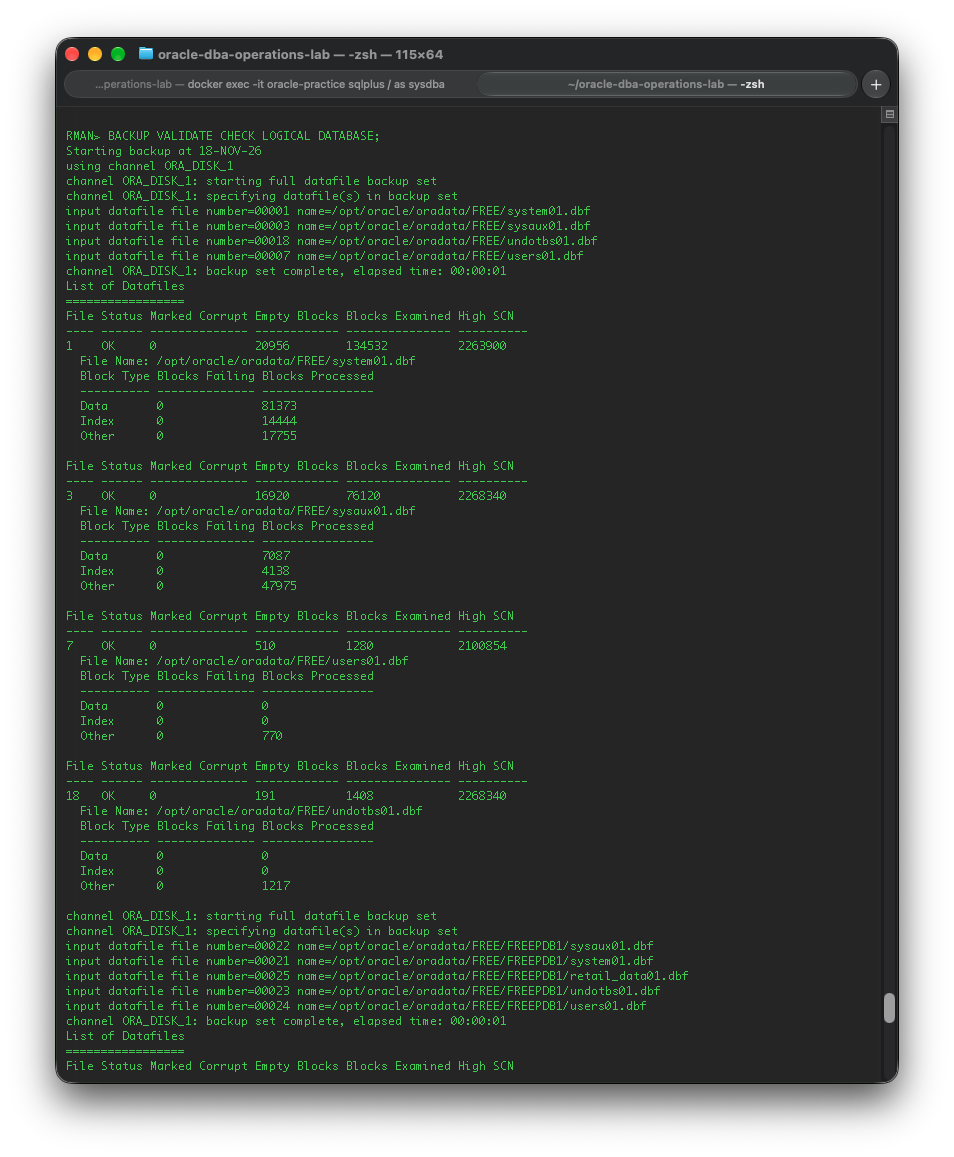 oracle-dba-operations-lab — -zsh — 115×64
...perations-lab — docker exec -it oracle-practice sqlplus / as sysdba
~/oracle-dba-operations-lab — -zsh
+
RMAN> BACKUP VALIDATE CHECK LOGICAL DATABASE;
Starting backup at 18-NOV-26
using channel ORA_DISK_1
channel ORA_DISK_1: starting full datafile backup set
channel ORA_DISK_1: specifying datafile(s) in backup set
input datafile file number=00001 name=/opt/oracle/oradata/FREE/system01.dbf
input datafile file number=00003 name=/opt/oracle/oradata/FREE/sysaux01.dbf
input datafile file number=00018 name=/opt/oracle/oradata/FREE/undotbs01.dbf
input datafile file number=00007 name=/opt/oracle/oradata/FREE/users01.dbf
channel ORA_DISK_1: backup set complete, elapsed time: 00:00:01
List of Datafiles
=================
File Status Marked Corrupt Empty Blocks Blocks Examined High SCN
---- ------ -------------- ------------ --------------- ----------
1    OK     0              20956        134532          2263900
  File Name: /opt/oracle/oradata/FREE/system01.dbf
  Block Type Blocks Failing Blocks Processed
  ---------- -------------- ----------------
  Data       0              81373
  Index      0              14444
  Other      0              17755
File Status Marked Corrupt Empty Blocks Blocks Examined High SCN
---- ------ -------------- ------------ --------------- ----------
3    OK     0              16920        76120           2268340
  File Name: /opt/oracle/oradata/FREE/sysaux01.dbf
  Block Type Blocks Failing Blocks Processed
  ---------- -------------- ----------------
  Data       0              7087
  Index      0              4138
  Other      0              47975
File Status Marked Corrupt Empty Blocks Blocks Examined High SCN
---- ------ -------------- ------------ --------------- ----------
7    OK     0              510          1280            2100854
  File Name: /opt/oracle/oradata/FREE/users01.dbf
  Block Type Blocks Failing Blocks Processed
  ---------- -------------- ----------------
  Data       0              0
  Index      0              0
  Other      0              770
File Status Marked Corrupt Empty Blocks Blocks Examined High SCN
---- ------ -------------- ------------ --------------- ----------
18   OK     0              191          1408            2268340
  File Name: /opt/oracle/oradata/FREE/undotbs01.dbf
  Block Type Blocks Failing Blocks Processed
  ---------- -------------- ----------------
  Data       0              0
  Index      0              0
  Other      0              1217
channel ORA_DISK_1: starting full datafile backup set
channel ORA_DISK_1: specifying datafile(s) in backup set
input datafile file number=00022 name=/opt/oracle/oradata/FREE/FREEPDB1/sysaux01.dbf
input datafile file number=00021 name=/opt/oracle/oradata/FREE/FREEPDB1/system01.dbf
input datafile file number=00025 name=/opt/oracle/oradata/FREE/FREEPDB1/retail_data01.dbf
input datafile file number=00023 name=/opt/oracle/oradata/FREE/FREEPDB1/undotbs01.dbf
input datafile file number=00024 name=/opt/oracle/oradata/FREE/FREEPDB1/users01.dbf
channel ORA_DISK_1: backup set complete, elapsed time: 00:00:01
List of Datafiles
=================
File Status Marked Corrupt Empty Blocks Blocks Examined High SCN